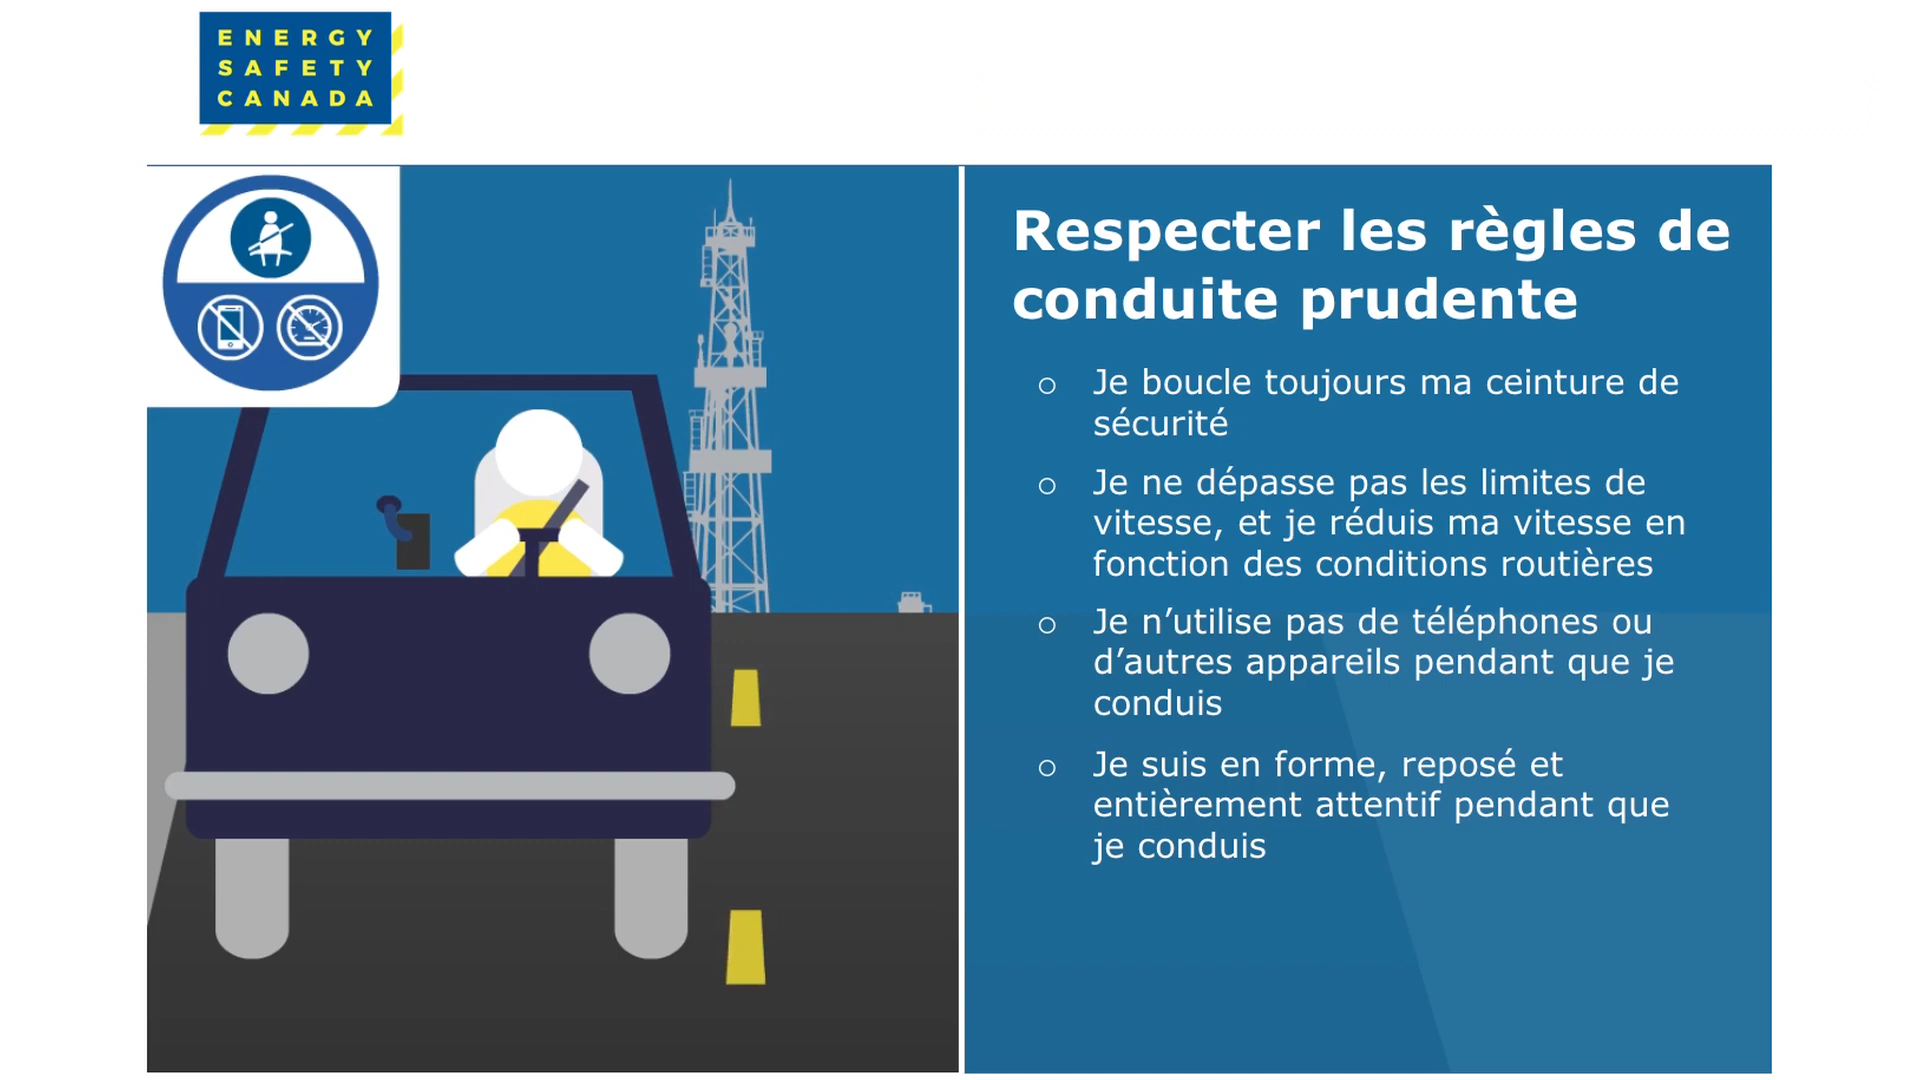 ENERGY
SAFETY
CANADA
Respecter les règles de
conduite prudente
o Je boucle toujours ma ceinture de
sécurité
o Je ne dépasse pas les limites de
vitesse, et je réduis ma vitesse en
fonction des conditions routières
o Je n’utilise pas de téléphones ou
d’autres appareils pendant que je
conduis
o Je suis en forme, reposé et
entièrement attentif pendant que
je conduis